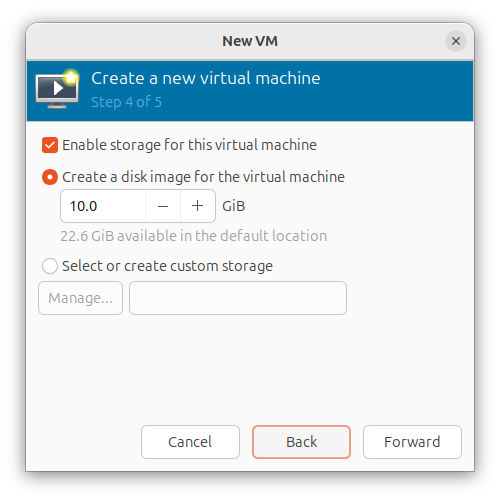 New VM
Create a new virtual machine
Step 4 of 5
Enable storage for this virtual machine
Create a disk image for the virtual machine
10.0 − + GiB
22.6 GiB available in the default location
Select or create custom storage
Manage...
Cancel Back Forward